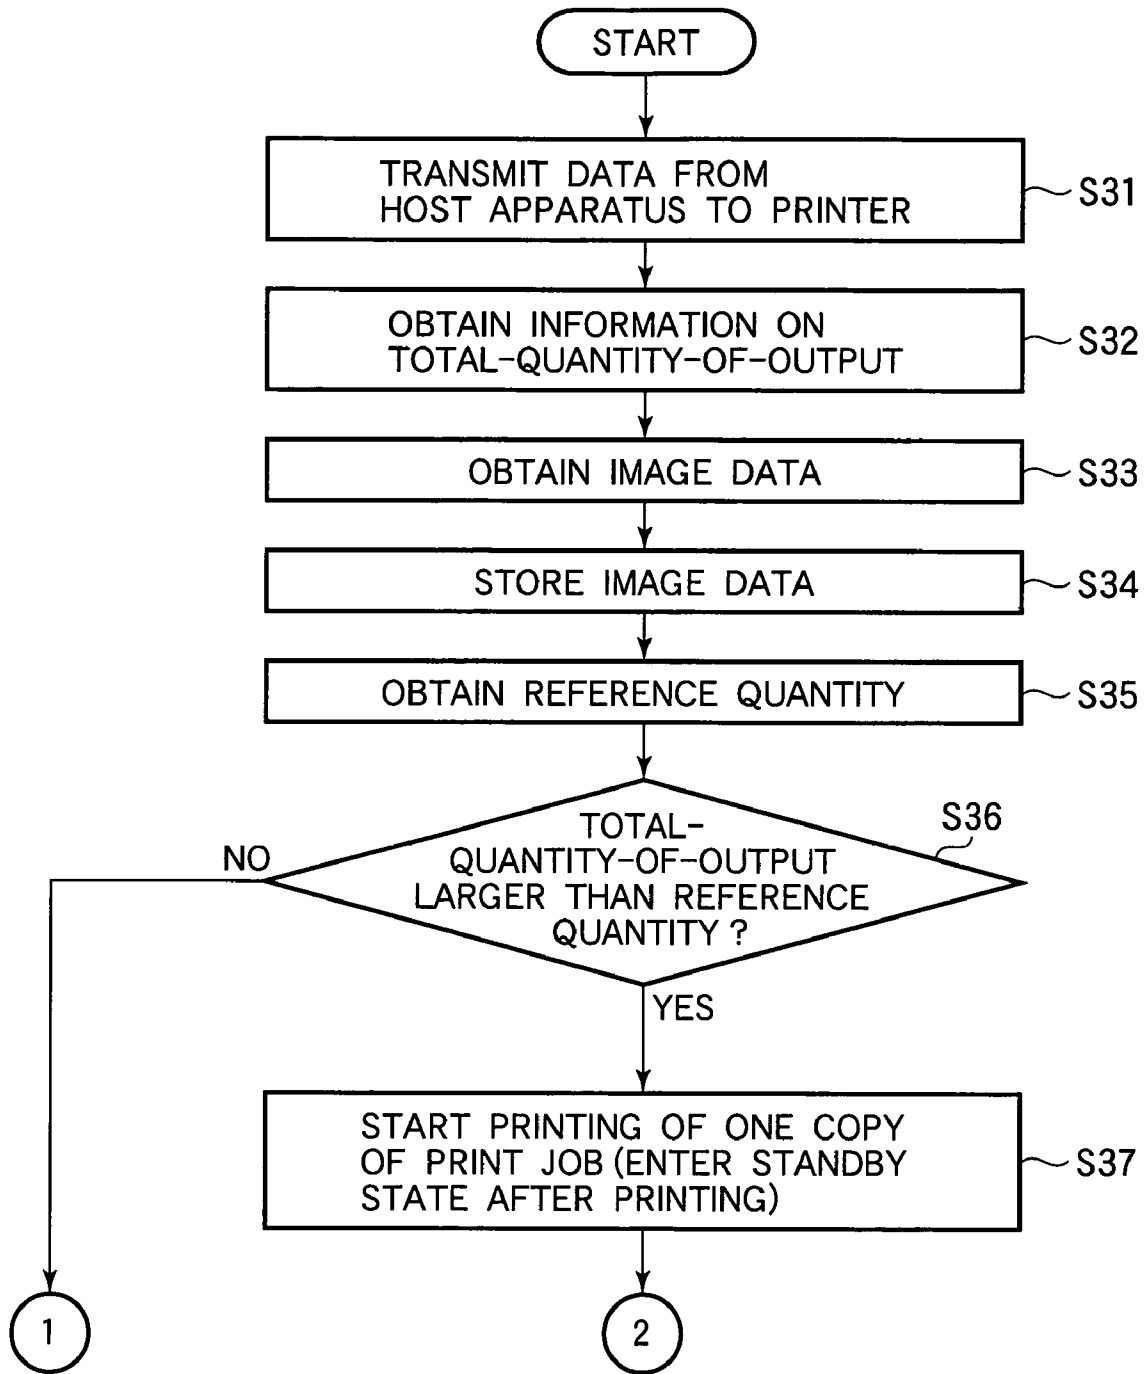 START
TRANSMIT DATA FROM
HOST APPARATUS TO PRINTER
S31
OBTAIN INFORMATION ON
TOTAL-QUANTITY-OF-OUTPUT
S32
OBTAIN IMAGE DATA
S33
STORE IMAGE DATA
S34
OBTAIN REFERENCE QUANTITY
S35
S36
TOTAL-
QUANTITY-OF-OUTPUT
LARGER THAN REFERENCE
QUANTITY?
NO
YES
START PRINTING OF ONE COPY
OF PRINT JOB (ENTER STANDBY
STATE AFTER PRINTING)
S37
1
2